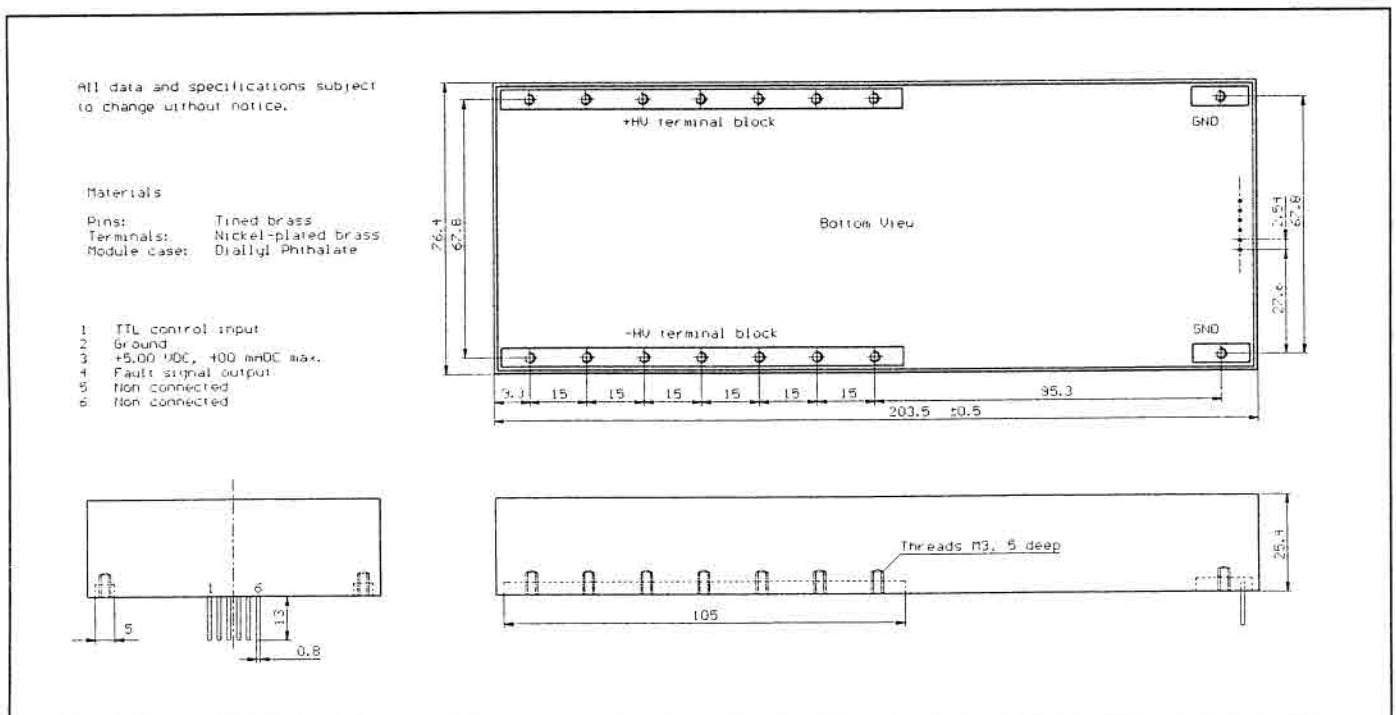 All data and specifications subject
to change without notice.
Materials
Pins: Tined brass
Terminals: Nickel-plated brass
Module case: Diallyl Phthalate
1 TTL control input
2 Ground
3 +5.00 VDC, 400 mADC max.
4 Fault signal output
5 Non connected
6 Non connected
+HV terminal block
GND
Bottom View
-HV terminal block
GND
76.4
67.8
2.54
67.8
27.6
9.3 15 15 15 15 15 15 95.3
203.5 ±0.5
1 6
5
13
0.8
Threads M3, 5 deep
105
25.4